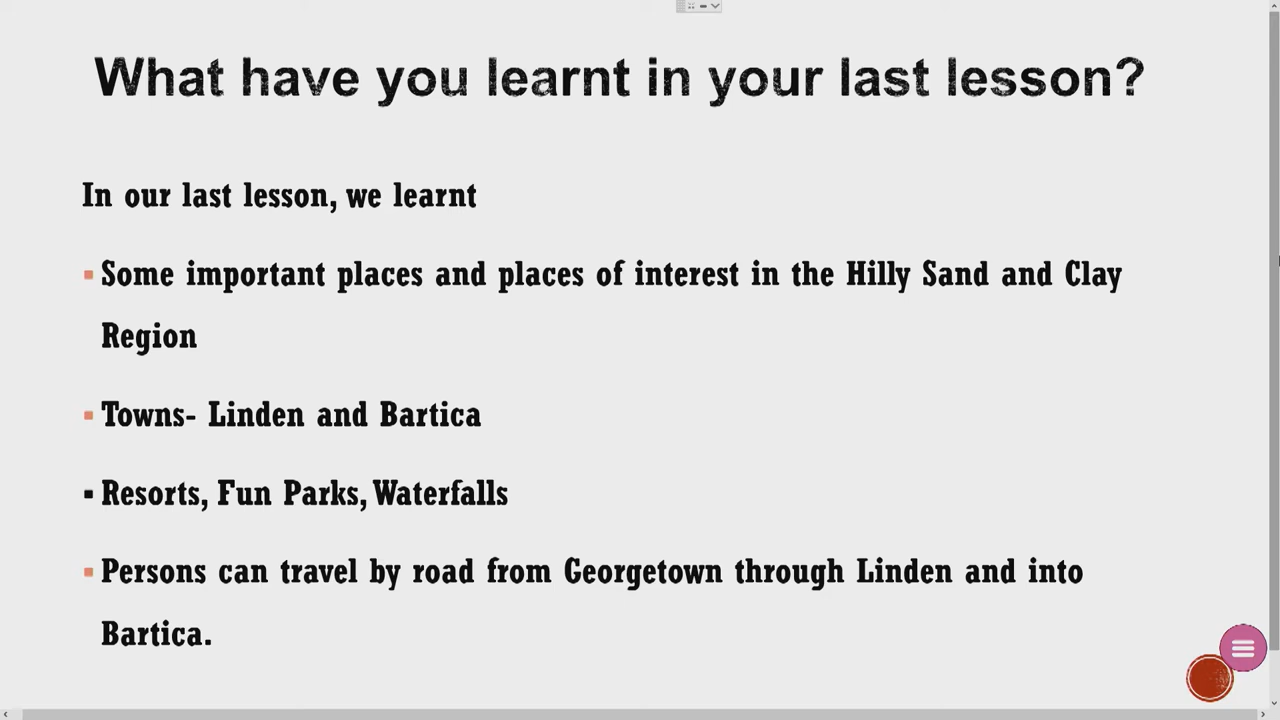 What have you learnt in your last lesson?
In our last lesson, we learnt
▪ Some important places and places of interest in the Hilly Sand and Clay
Region
▪ Towns- Linden and Bartica
▪ Resorts, Fun Parks, Waterfalls
▪ Persons can travel by road from Georgetown through Linden and into
Bartica.